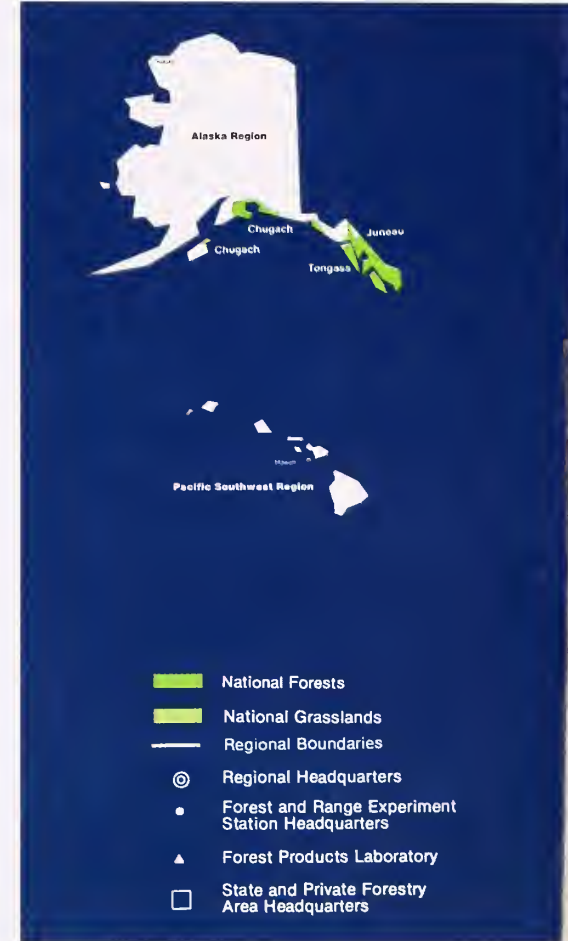 Alaska Region
Chugach
Juneau
Chugach
Tongass
Pacific Southwest Region
National Forests
National Grasslands
Regional Boundaries
Regional Headquarters
Forest and Range Experiment
Station Headquarters
Forest Products Laboratory
State and Private Forestry
Area Headquarters